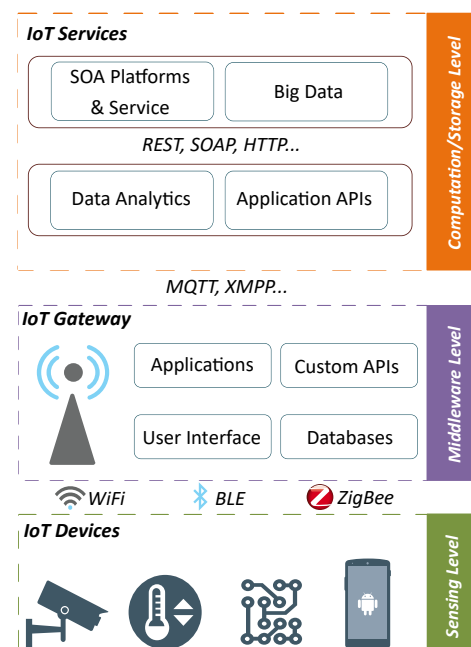 IoT Services
Computation/Storage Level
SOA Platforms
& Service
Big Data
REST, SOAP, HTTP...
Data Analytics
Application APIs
MQTT, XMPP...
IoT Gateway
Middleware Level
Applications
Custom APIs
User Interface
Databases
WiFi
BLE
ZigBee
IoT Devices
Sensing Level